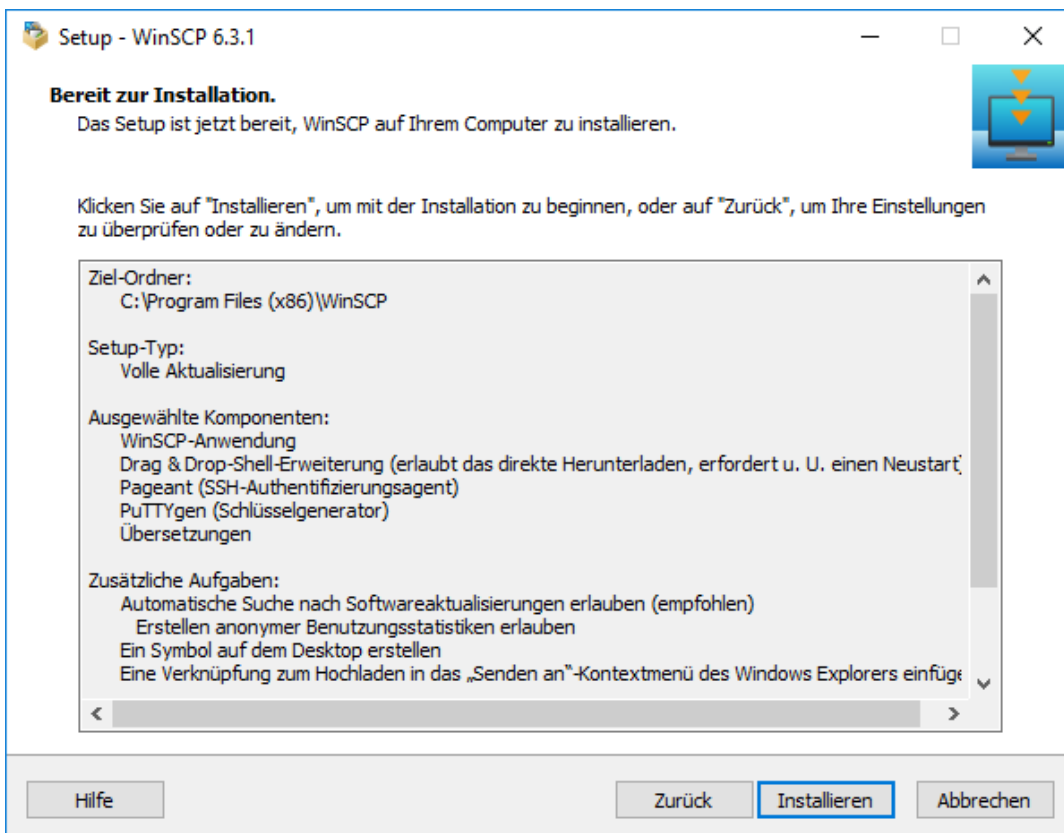 Setup - WinSCP 6.3.1
Bereit zur Installation.
Das Setup ist jetzt bereit, WinSCP auf Ihrem Computer zu installieren.
Klicken Sie auf "Installieren", um mit der Installation zu beginnen, oder auf "Zurück", um Ihre Einstellungen
zu überprüfen oder zu ändern.
Ziel-Ordner:
C:\Program Files (x86)\WinSCP
Setup-Typ:
Volle Aktualisierung
Ausgewählte Komponenten:
WinSCP-Anwendung
Drag & Drop-Shell-Erweiterung (erlaubt das direkte Herunterladen, erfordert u. U. einen Neustart)
Pageant (SSH-Authentifizierungsagent)
PuTTYgen (Schlüsselgenerator)
Übersetzungen
Zusätzliche Aufgaben:
Automatische Suche nach Softwareaktualisierungen erlauben (empfohlen)
Erstellen anonymer Benutzungsstatistiken erlauben
Ein Symbol auf dem Desktop erstellen
Eine Verknüpfung zum Hochladen in das „Senden an“-Kontextmenü des Windows Explorers einfüge
Hilfe
Zurück
Installieren
Abbrechen